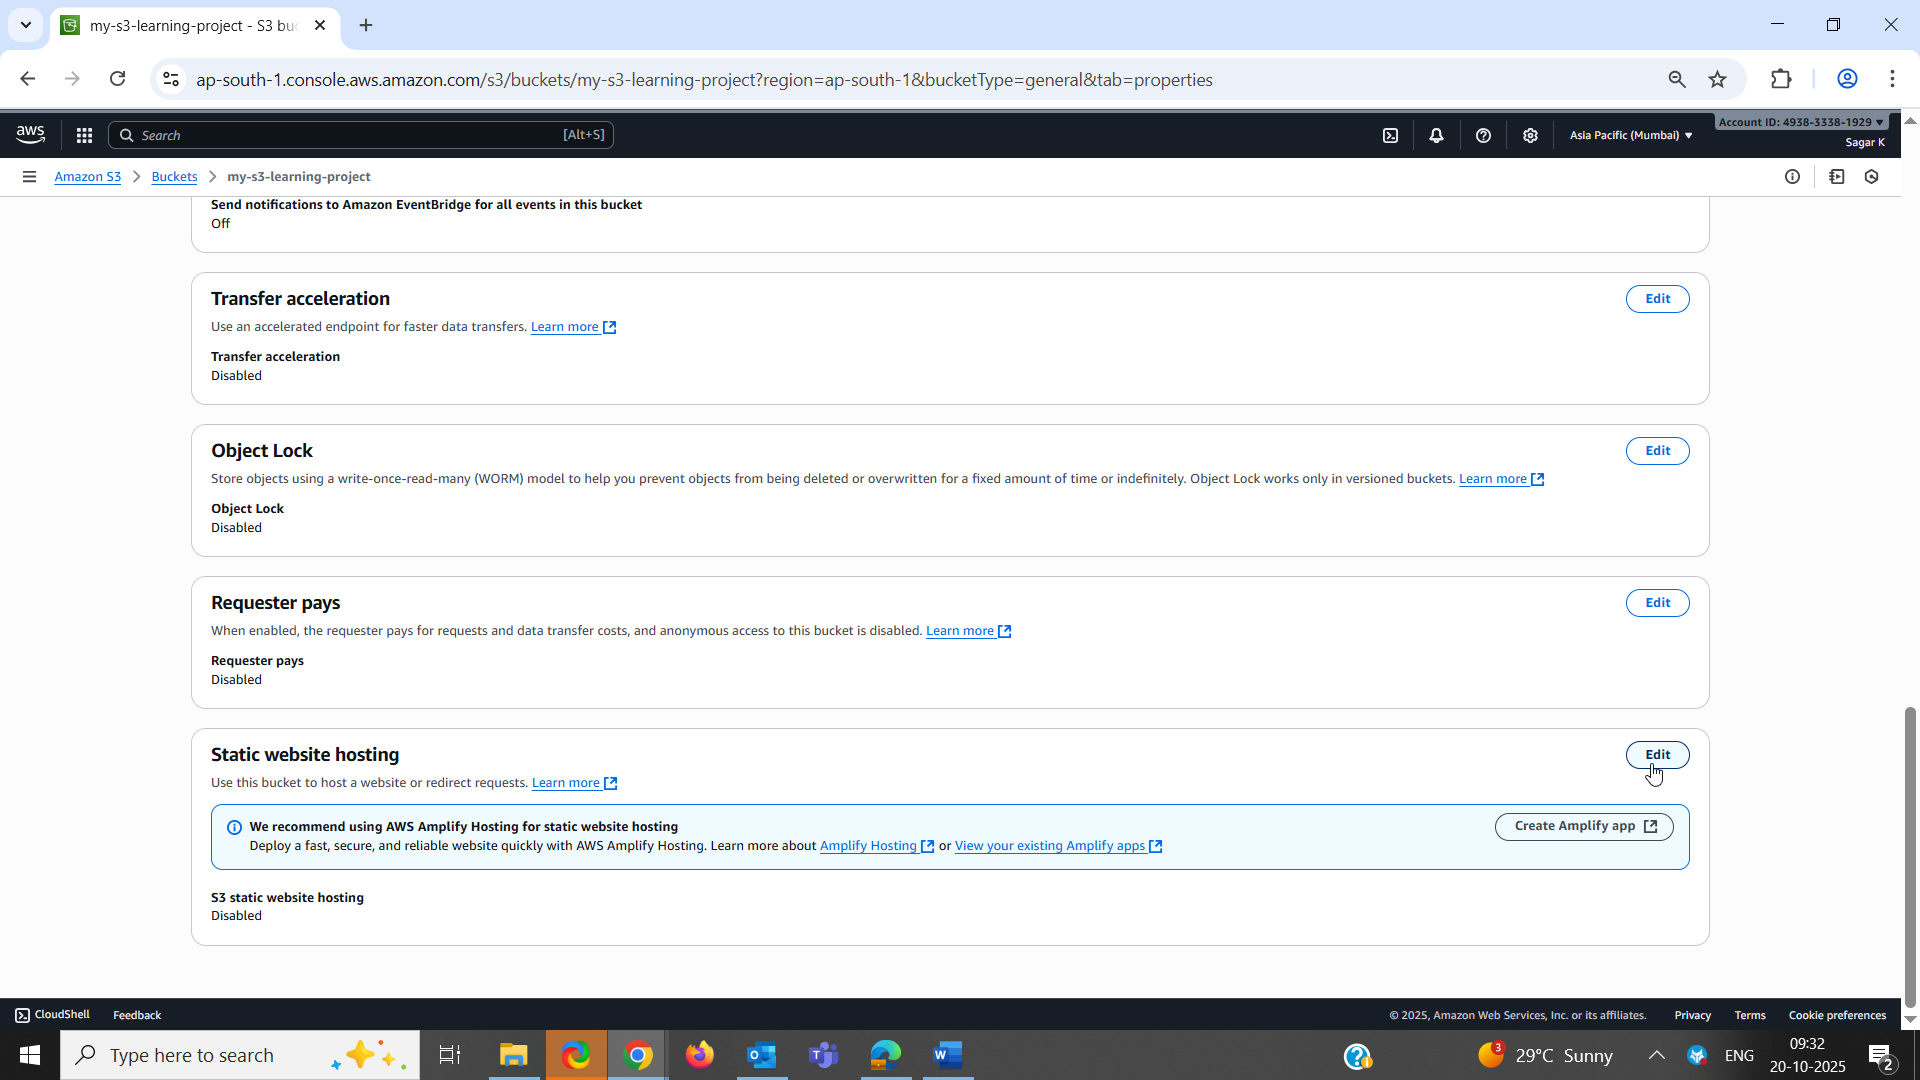 my-s3-learning-project - S3 buc
ap-south-1.console.aws.amazon.com/s3/buckets/my-s3-learning-project?region=ap-south-1&bucketType=general&tab=properties
aws
Search
[Alt+S]
Asia Pacific (Mumbai)
Account ID: 4938-3338-1929
Sagar K
Amazon S3 > Buckets > my-s3-learning-project
Send notifications to Amazon EventBridge for all events in this bucket
Off
Transfer acceleration
Edit
Use an accelerated endpoint for faster data transfers. Learn more
Transfer acceleration
Disabled
Object Lock
Edit
Store objects using a write-once-read-many (WORM) model to help you prevent objects from being deleted or overwritten for a fixed amount of time or indefinitely. Object Lock works only in versioned buckets. Learn more
Object Lock
Disabled
Requester pays
Edit
When enabled, the requester pays for requests and data transfer costs, and anonymous access to this bucket is disabled. Learn more
Requester pays
Disabled
Static website hosting
Edit
Use this bucket to host a website or redirect requests. Learn more
We recommend using AWS Amplify Hosting for static website hosting
Create Amplify app
Deploy a fast, secure, and reliable website quickly with AWS Amplify Hosting. Learn more about Amplify Hosting or View your existing Amplify apps
S3 static website hosting
Disabled
CloudShell
Feedback
© 2025, Amazon Web Services, Inc. or its affiliates.
Privacy
Terms
Cookie preferences
Type here to search
3
29°C Sunny
ENG
09:32
20-10-2025
2